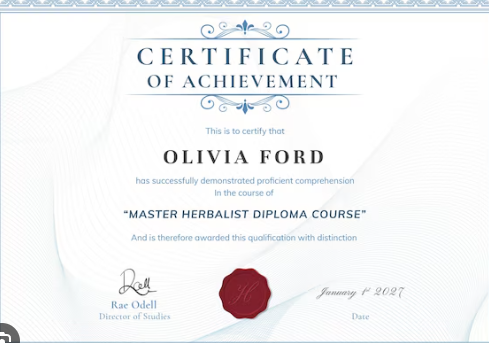 CERTIFICATE
OF ACHIEVEMENT
This is to certify that
OLIVIA FORD
has successfully demonstrated proficient comprehension
In the course of
“MASTER HERBALIST DIPLOMA COURSE”
And is therefore awarded this qualification with distinction
Rae Odell
Director of Studies
January 1st 2027
Date